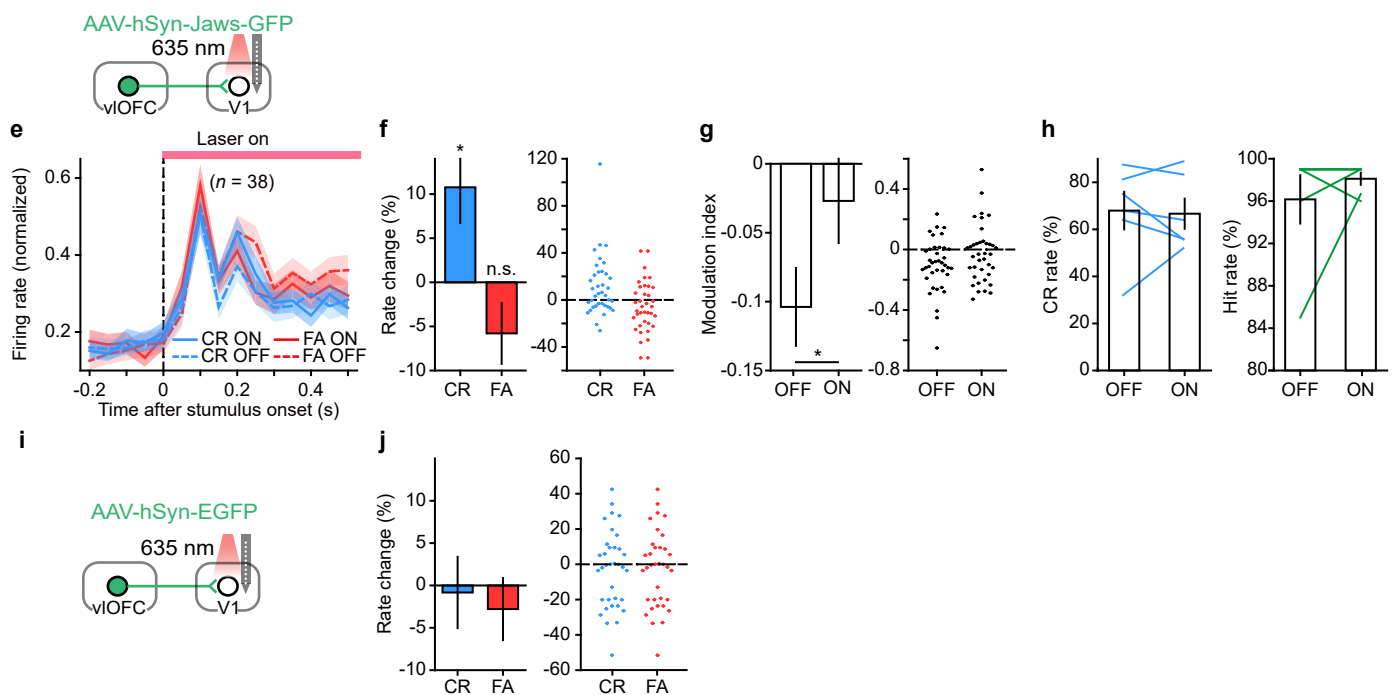 AAV-hSyn-Jaws-GFP
635 nm
vlOFC
V1
e
Laser on
(n = 38)
Firing rate (normalized)
0.6
0.4
0.2
CR ON
FA ON
CR OFF
FA OFF
-0.2
0
0.2
0.4
Time after stumulus onset (s)
f
Rate change (%)
10
5
0
-5
-10
*
n.s.
CR
FA
120
80
40
0
-40
CR
FA
g
Modulation index
0
-0.05
-0.1
-0.15
*
OFF
ON
0.4
0
-0.4
-0.8
OFF
ON
h
CR rate (%)
80
60
40
20
0
OFF
ON
Hit rate (%)
100
96
92
88
84
80
OFF
ON
i
AAV-hSyn-EGFP
635 nm
vlOFC
V1
j
Rate change (%)
10
5
0
-5
-10
CR
FA
60
40
20
0
-20
-40
-60
CR
FA